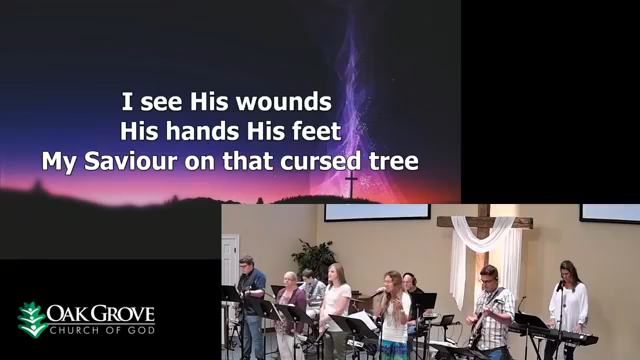 I see His wounds
His hands His feet
My Saviour on that cursed tree
OAK GROVE
CHURCH OF GOD